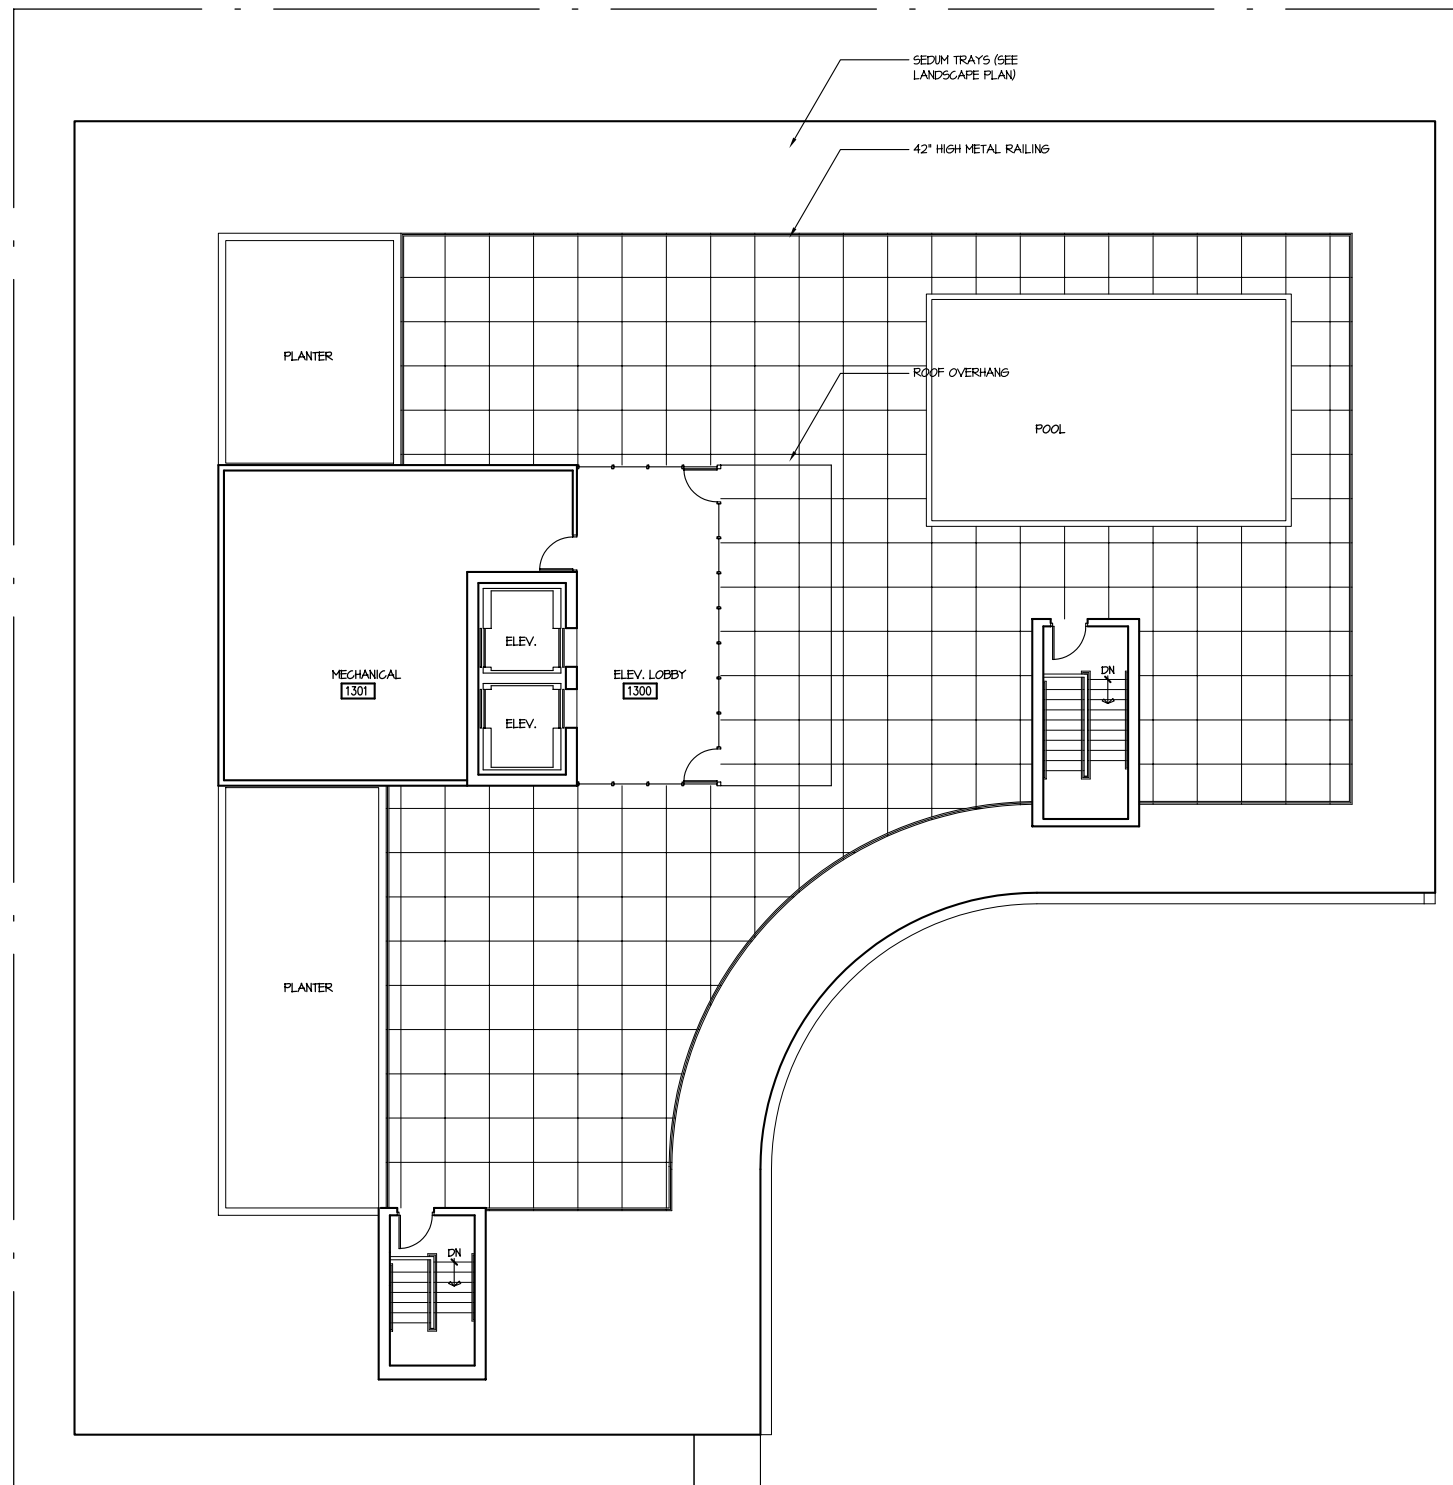 SEDUM TRAYS (SEE
LANDSCAPE PLAN)
42" HIGH METAL RAILING
PLANTER
ROOF OVERHANG
POOL
ELEV.
MECHANICAL
1301
ELEV. LOBBY
1300
DN
ELEV.
PLANTER
DN